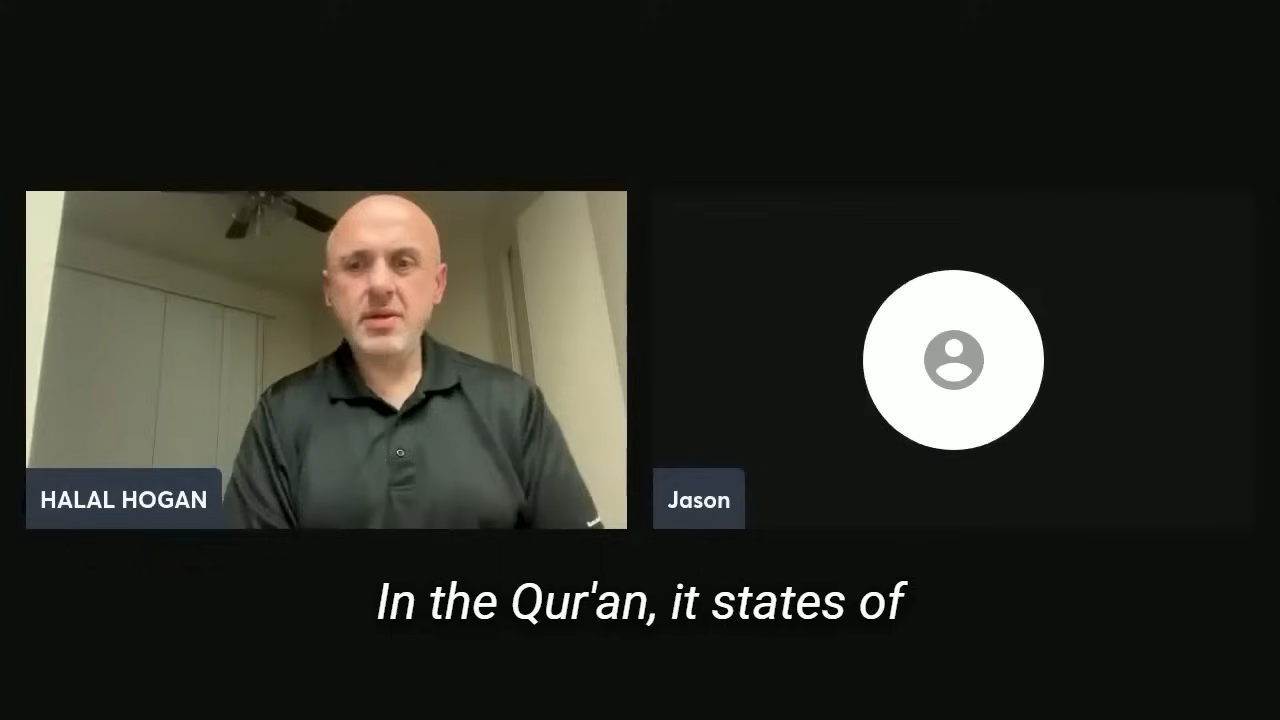 HALAL HOGAN
Jason
In the Qur'an, it states of